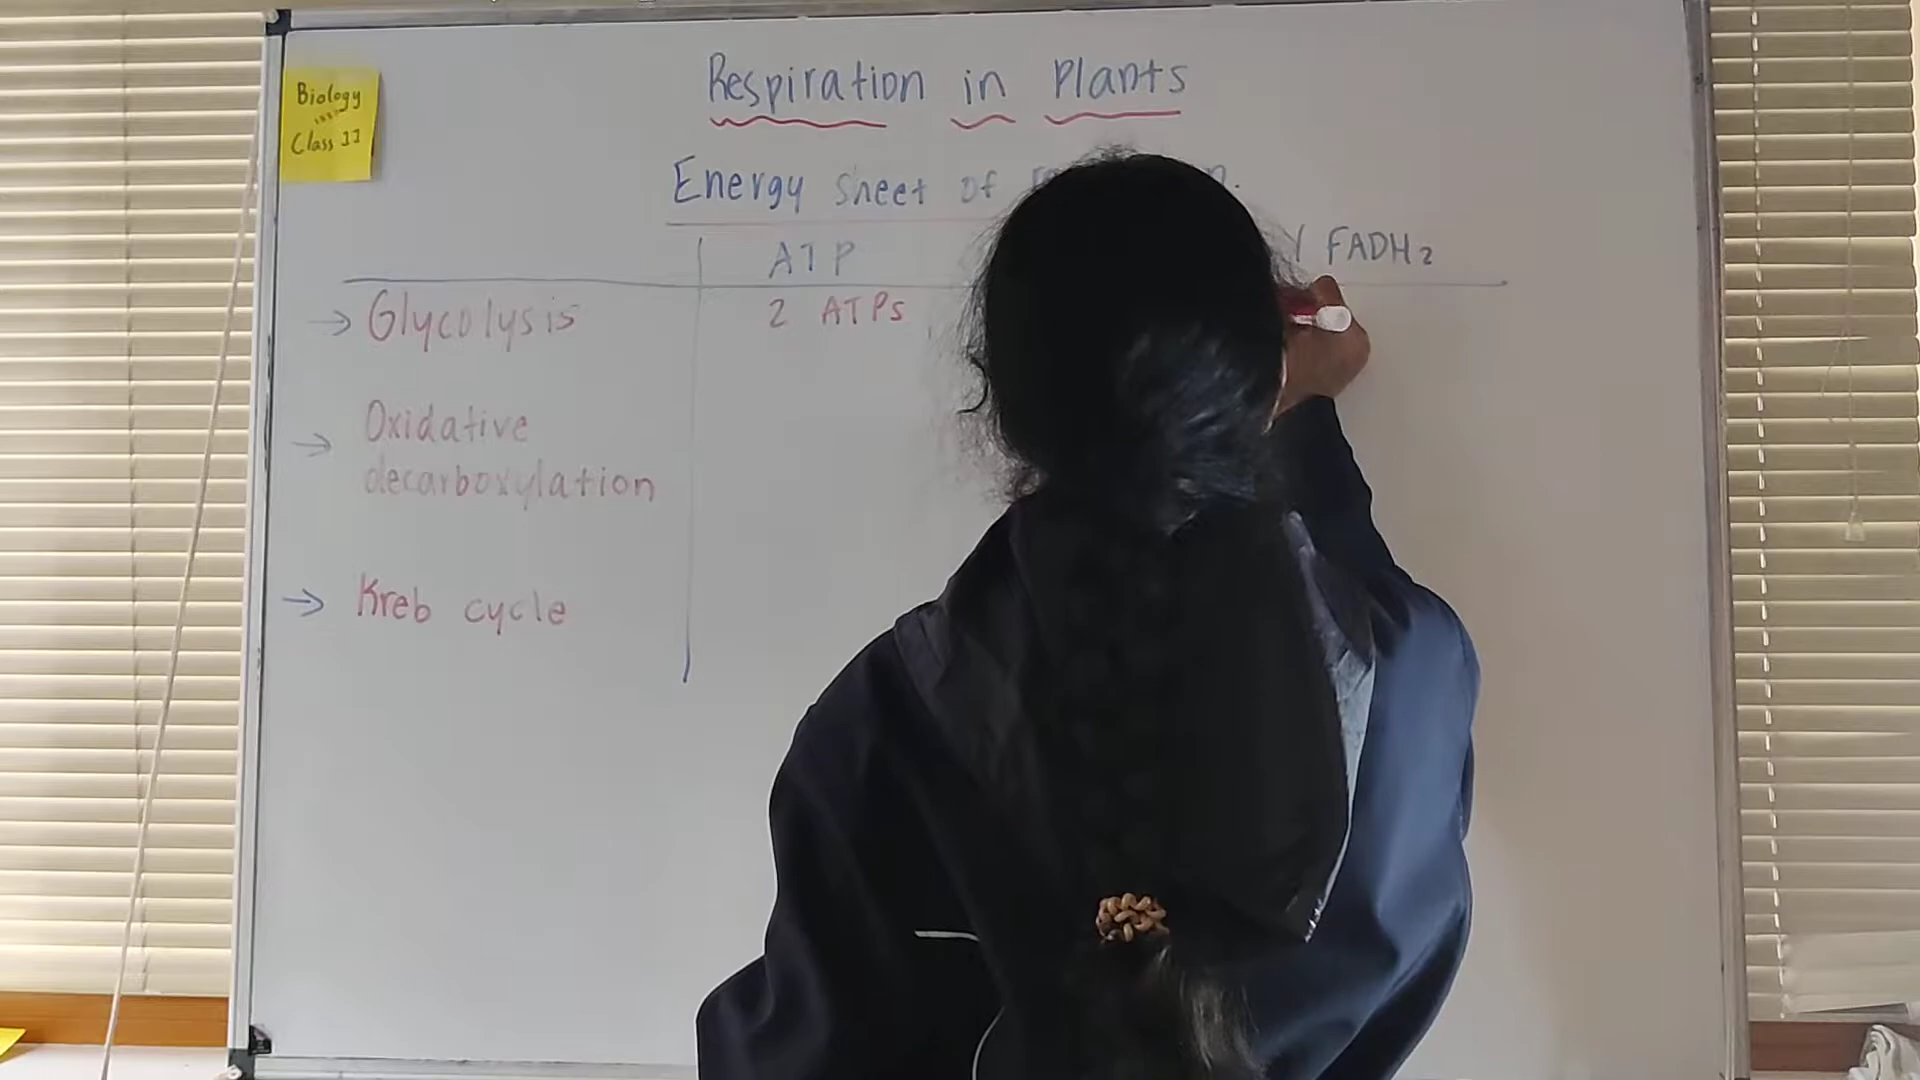 Biology
Class 11
Respiration in Plants
Energy sheet of
ATP
FADH2
→ Glycolysis
2 ATPs
→ Oxidative
decarboxylation
→ Kreb cycle